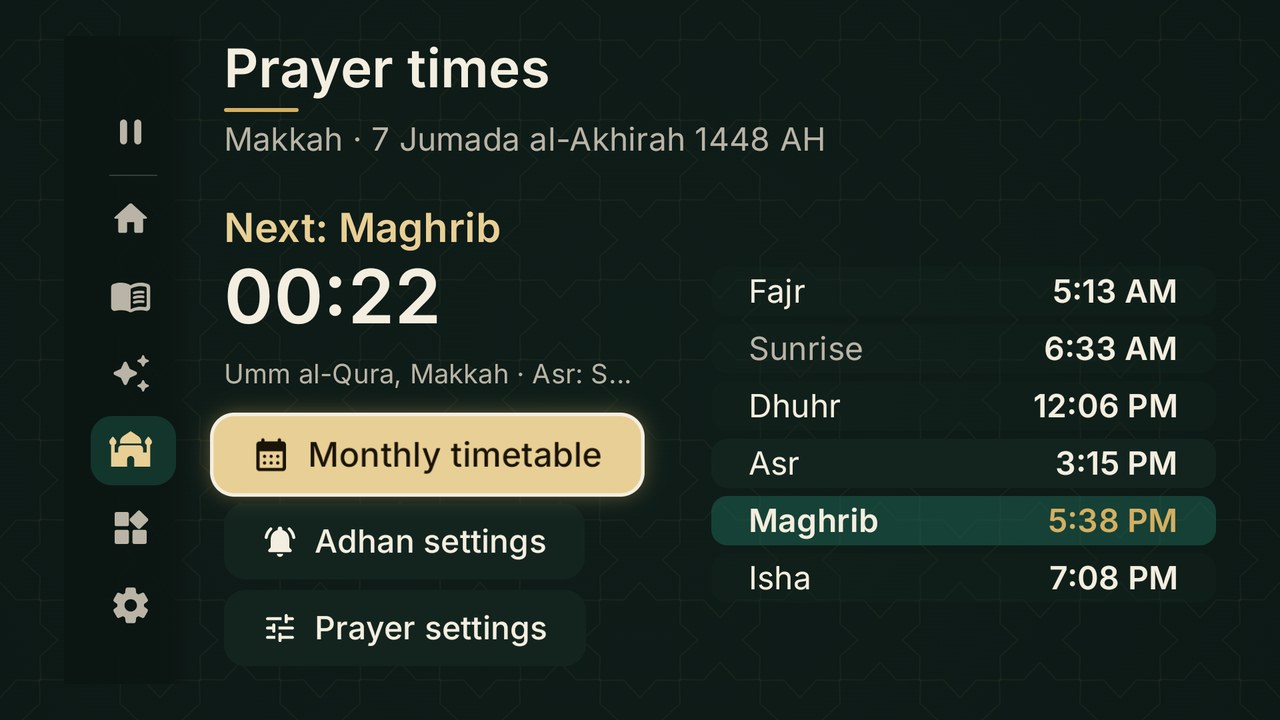 Prayer times
Makkah · 7 Jumada al-Akhirah 1448 AH
Next: Maghrib
00:22
Umm al-Qura, Makkah · Asr: S...
Monthly timetable
Adhan settings
Prayer settings
Fajr 5:13 AM
Sunrise 6:33 AM
Dhuhr 12:06 PM
Asr 3:15 PM
Maghrib 5:38 PM
Isha 7:08 PM